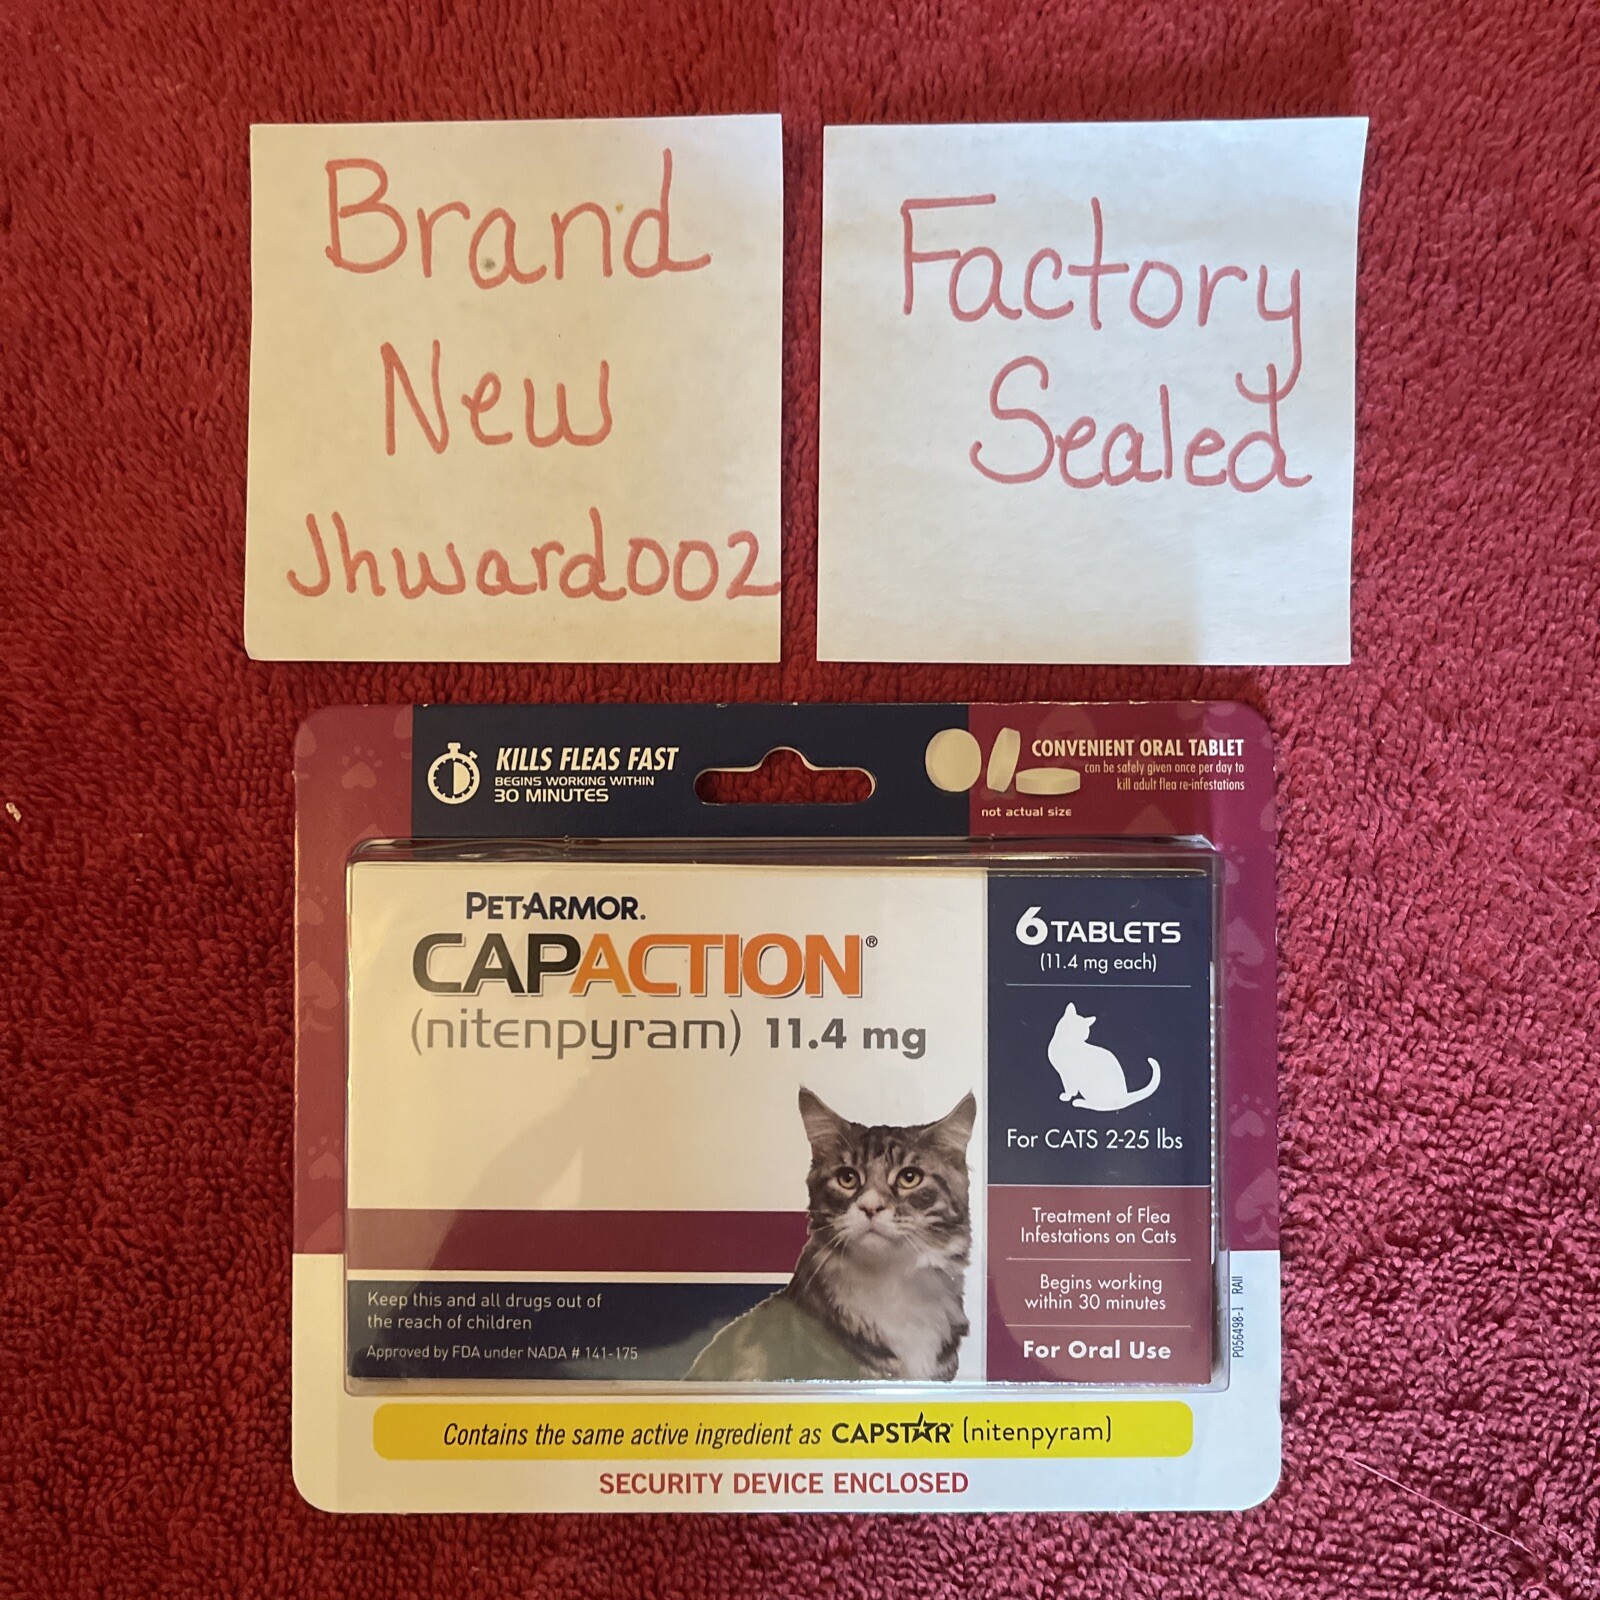 Brand
New
Jhward002
Factory
Sealed
KILLS FLEAS FAST
BEGINS WORKING WITHIN
30 MINUTES
CONVENIENT ORAL TABLET
can be safely given once per day to
kill adult flea re-infestations
not actual size
PETARMOR.
CAPACTION®
(nitenpyram) 11.4 mg
6 TABLETS
(11.4 mg each)
For CATS 2-25 lbs
Treatment of Flea
Infestations on Cats
Begins working
within 30 minutes
For Oral Use
Keep this and all drugs out of
the reach of children
Approved by FDA under NADA # 141-175
P056498-1 RAII
Contains the same active ingredient as CAPSTAR® (nitenpyram)
SECURITY DEVICE ENCLOSED